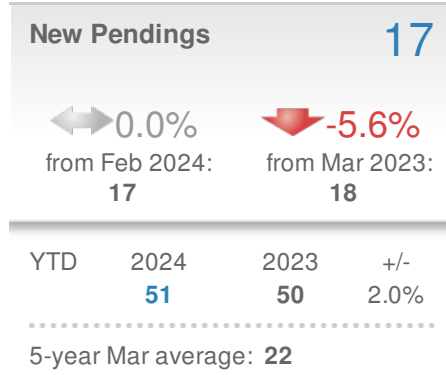 New Pendings 17
0.0% -5.6%
from Feb 2024: from Mar 2023:
17 18
YTD 2024 2023 +/-
51 50 2.0%
5-year Mar average: 22